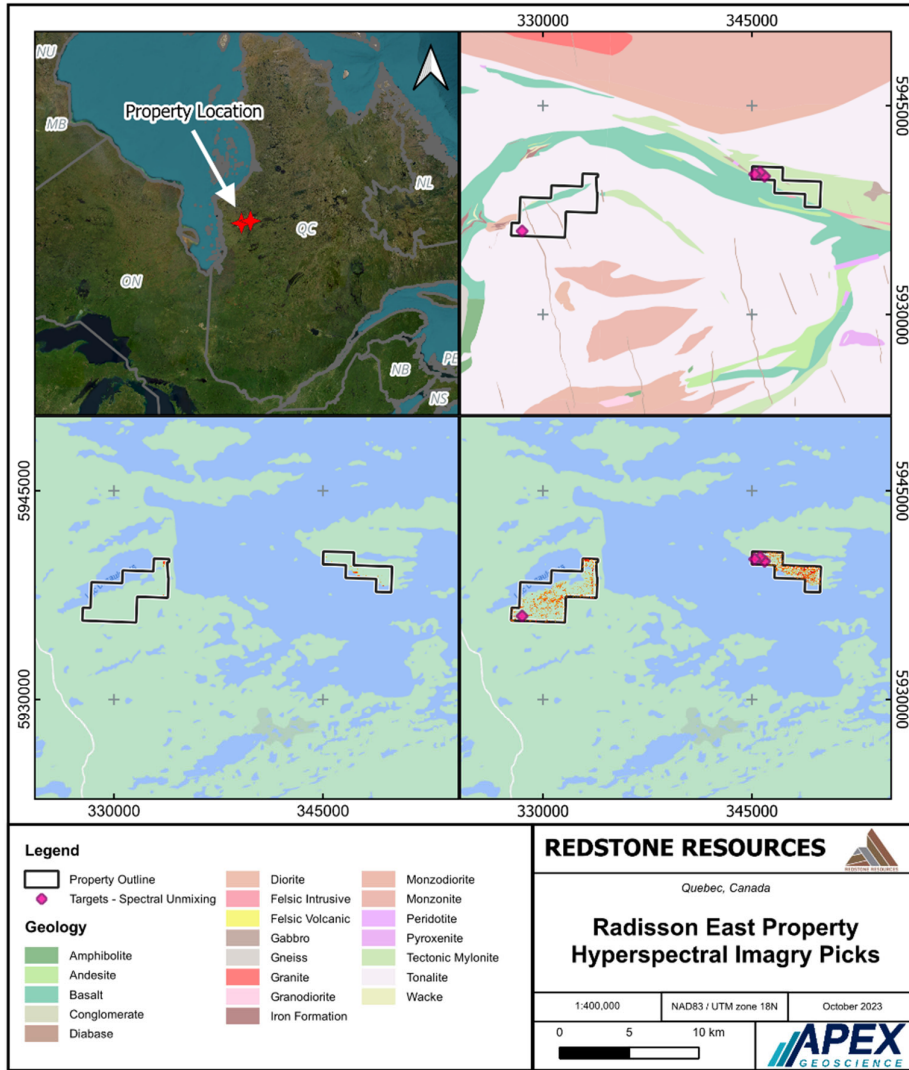 330000 345000
NU
MB
Property Location
NL
QC
ON
NB
PE
NS
5945000
5930000
5945000
5930000
5945000
5930000
330000 345000
330000 345000
Legend
Property Outline
Targets - Spectral Unmixing
Geology
Amphibolite
Andesite
Basalt
Conglomerate
Diabase
Diorite
Felsic Intrusive
Felsic Volcanic
Gabbro
Gneiss
Granite
Granodiorite
Iron Formation
Monzodiorite
Monzonite
Peridotite
Pyroxenite
Tectonic Mylonite
Tonalite
Wacke
REDSTONE RESOURCES
REDSTONE RESOURCES
Quebec, Canada
Radisson East Property
Hyperspectral Imagry Picks
1:400,000 NAD83 / UTM zone 18N October 2023
0 5 10 km
APEX
GEOSCIENCE